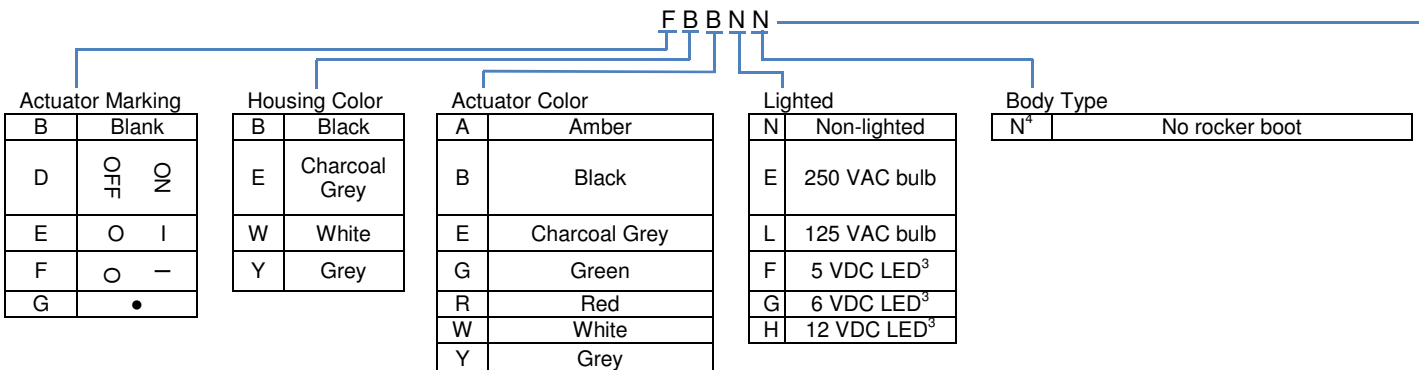 F B B N N
Actuator Marking
B Blank
D OFF ON
E O I
F O I
G ●
Housing Color
B Black
E Charcoal
Grey
W White
Y Grey
Actuator Color
A Amber
B Black
E Charcoal Grey
G Green
R Red
W White
Y Grey
Lighted
N Non-lighted
E 250 VAC bulb
L 125 VAC bulb
F 5 VDC LED³
G 6 VDC LED³
H 12 VDC LED³
Body Type
N⁴ No rocker boot